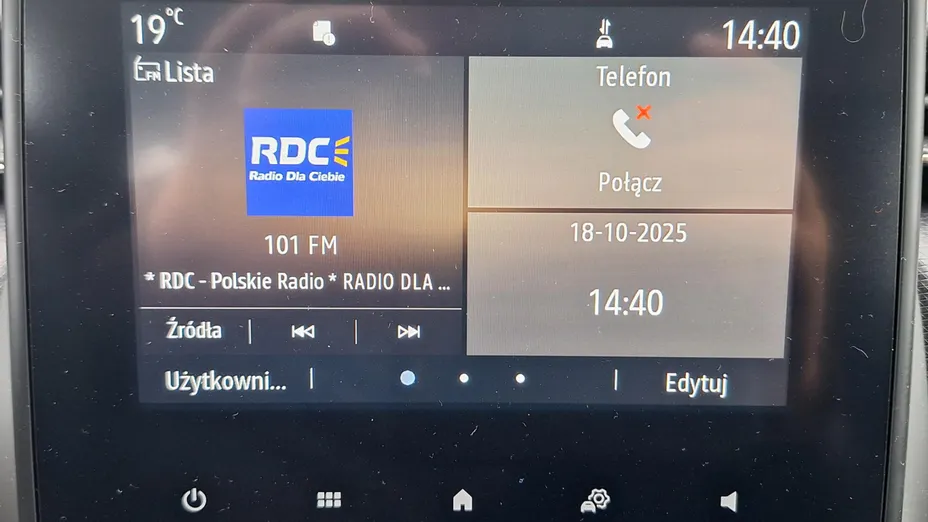 19°C
14:40
FM Lista
RDC
Radio Dla Ciebie
101 FM
* RDC - Polskie Radio * RADIO DLA ...
Źródła
Telefon
Połącz
18-10-2025
14:40
Użytkowni...
Edytuj